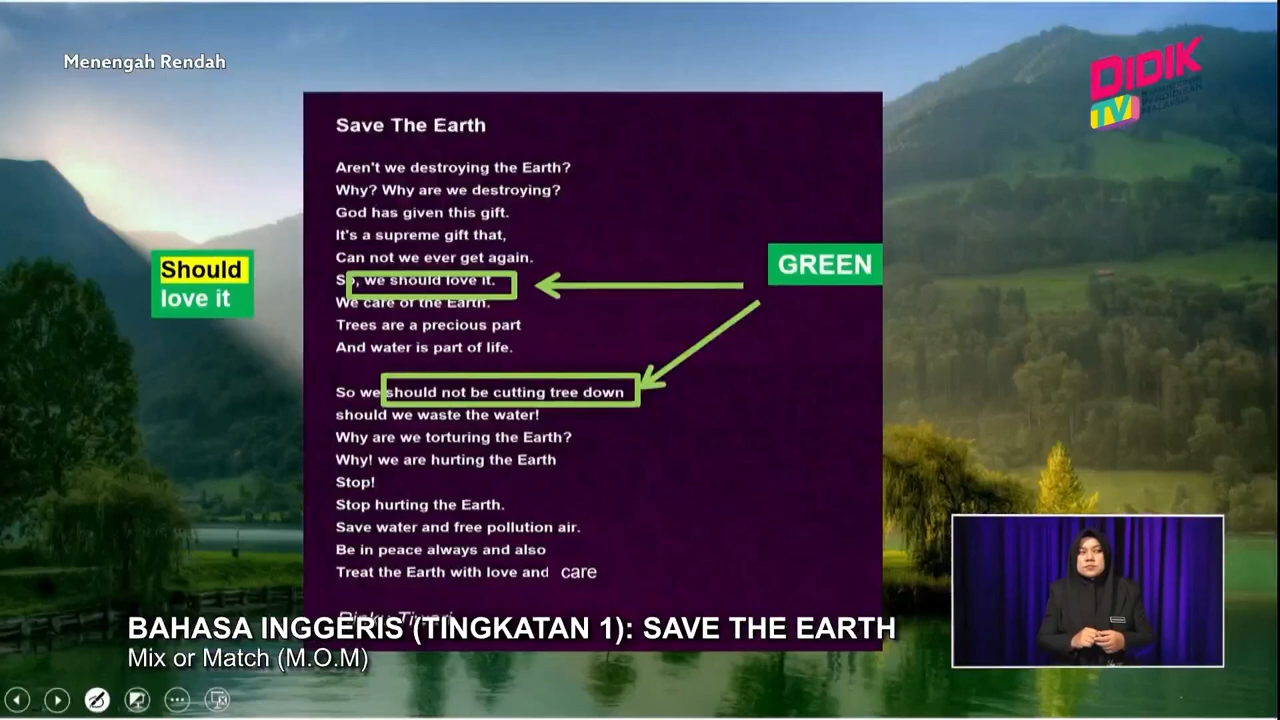 Menengah Rendah
DIDIK
TV
Save The Earth
Aren't we destroying the Earth?
Why? Why are we destroying?
God has given this gift.
It's a supreme gift that,
Can not we ever get again.
So, we should love it.
We care of the Earth.
Trees are a precious part
And water is part of life.
So we should not be cutting tree down
should we waste the water!
Why are we torturing the Earth?
Why! we are hurting the Earth
Stop!
Stop hurting the Earth.
Save water and free pollution air.
Be in peace always and also
Treat the Earth with love and care
Should
love it
GREEN
BAHASA INGGERIS (TINGKATAN 1): SAVE THE EARTH
Mix or Match (M.O.M)